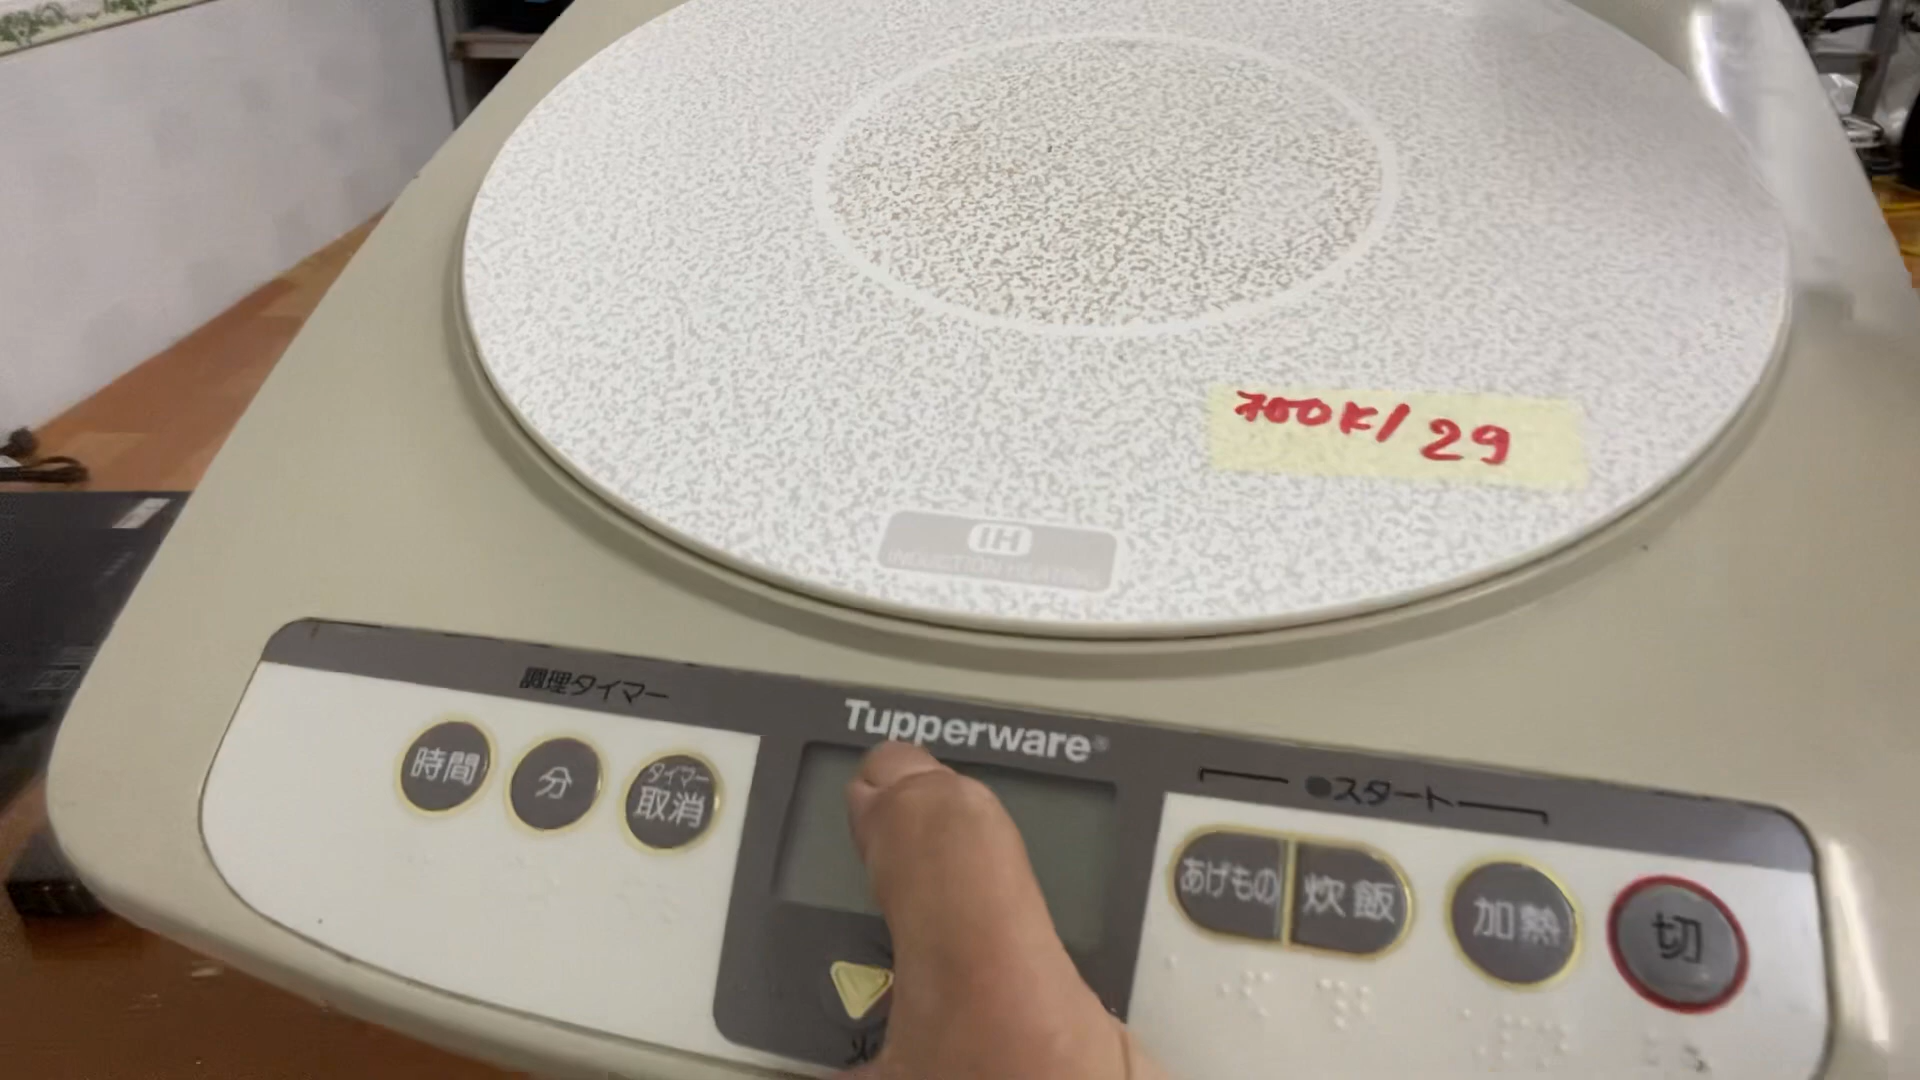 700K/ 29
IH
INDUCTION HEATING
調理タイマー
Tupperware®
●スタート
時間
分
タイマー
取消
あげもの
炊飯
加熱
切